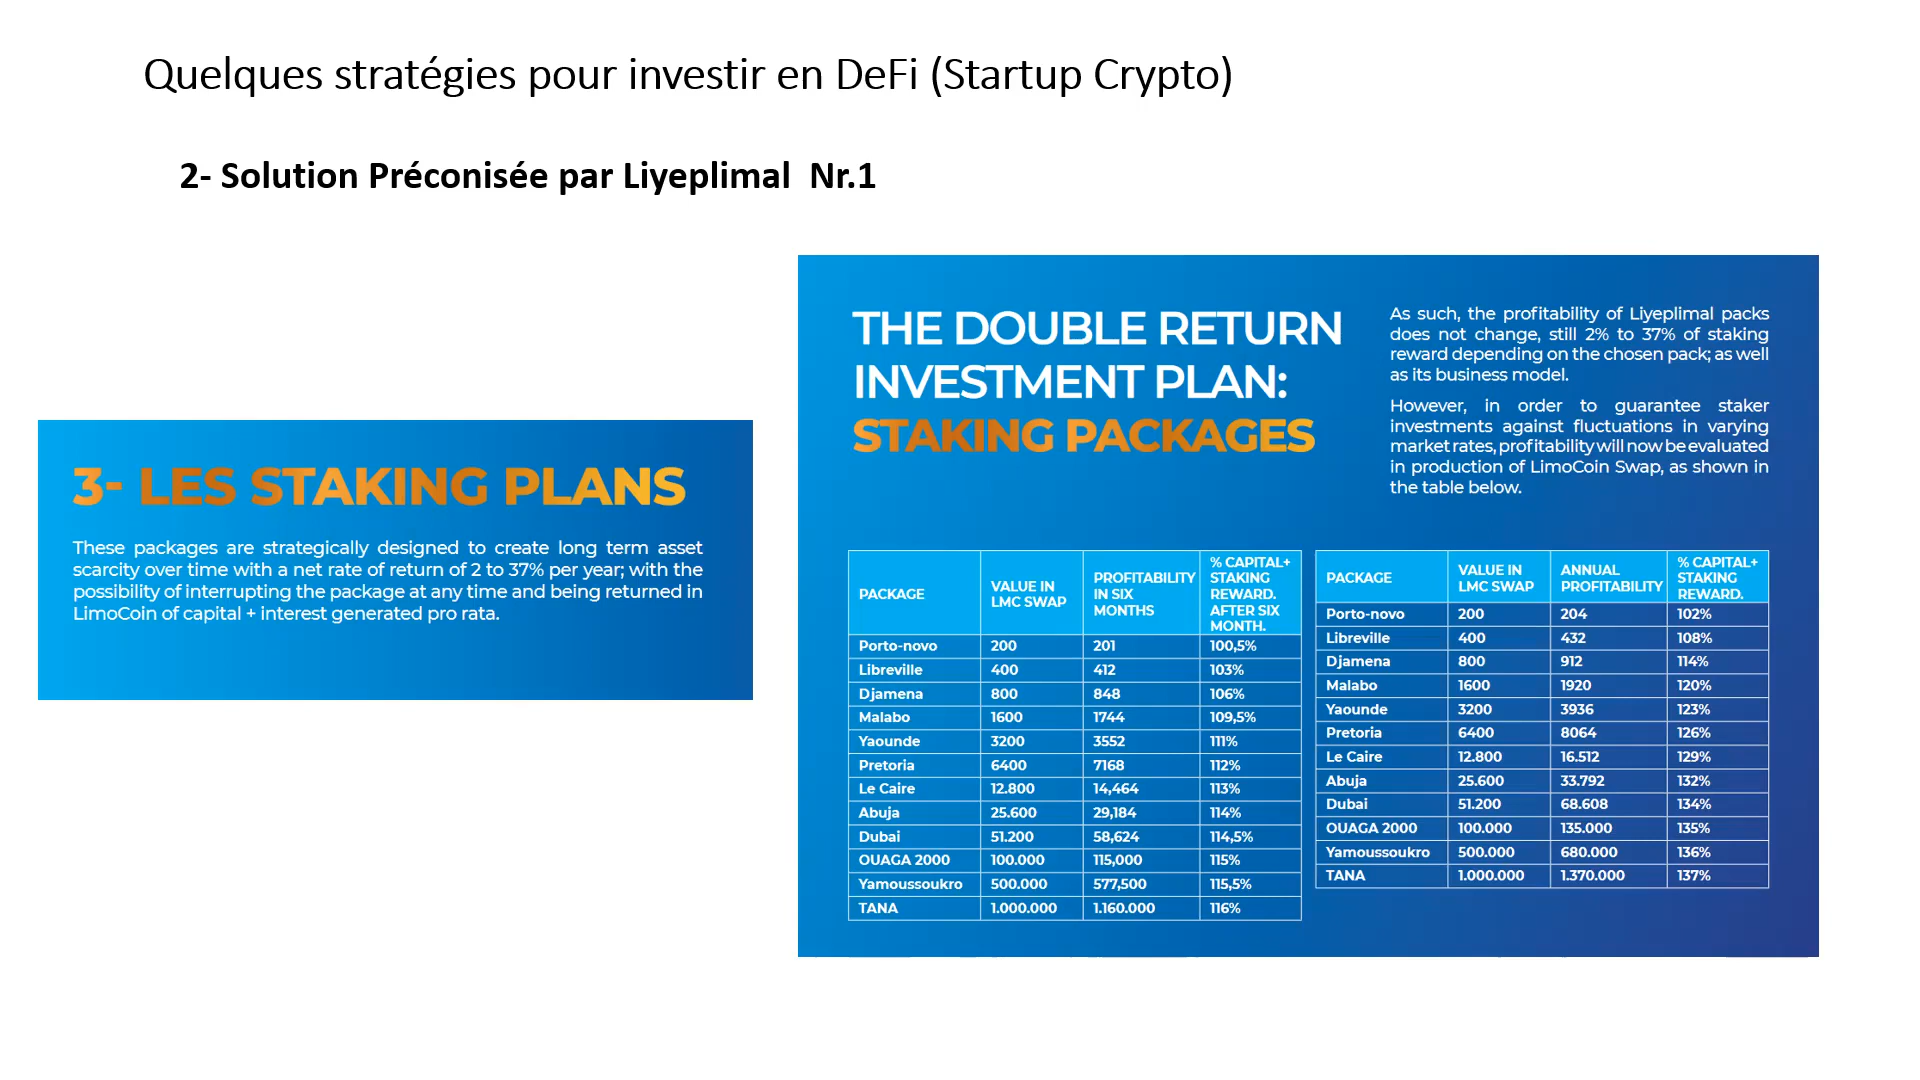 Quelques stratégies pour investir en DeFi (Startup Crypto)
2- Solution Préconisée par Liyeplimal  Nr.1
3- LES STAKING PLANS
These packages are strategically designed to create long term asset
scarcity over time with a net rate of return of 2 to 37% per year; with the
possibility of interrupting the package at any time and being returned in
LimoCoin of capital + interest generated pro rata.
THE DOUBLE RETURN
INVESTMENT PLAN:
STAKING PACKAGES
As such, the profitability of Liyeplimal packs
does not change, still 2% to 37% of staking
reward depending on the chosen pack; as well
as its business model.
However, in order to guarantee staker
investments against fluctuations in varying
market rates, profitability will now be evaluated
in production of LimoCoin Swap, as shown in
the table below.
PACKAGE | VALUE IN LMC SWAP | PROFITABILITY IN SIX MONTHS | % CAPITAL+ STAKING REWARD. AFTER SIX MONTH.
Porto-novo 200 201 100,5%
Libreville 400 412 103%
Djamena 800 848 106%
Malabo 1600 1744 109,5%
Yaounde 3200 3552 111%
Pretoria 6400 7168 112%
Le Caire 12.800 14,464 113%
Abuja 25.600 29,184 114%
Dubai 51.200 58,624 114,5%
OUAGA 2000 100.000 115,000 115%
Yamoussoukro 500.000 577,500 115,5%
TANA 1.000.000 1.160.000 116%
PACKAGE | VALUE IN LMC SWAP | ANNUAL PROFITABILITY | % CAPITAL+ STAKING REWARD.
Porto-novo 200 204 102%
Libreville 400 432 108%
Djamena 800 912 114%
Malabo 1600 1920 120%
Yaounde 3200 3936 123%
Pretoria 6400 8064 126%
Le Caire 12.800 16.512 129%
Abuja 25.600 33.792 132%
Dubai 51.200 68.608 134%
OUAGA 2000 100.000 135.000 135%
Yamoussoukro 500.000 680.000 136%
TANA 1.000.000 1.370.000 137%